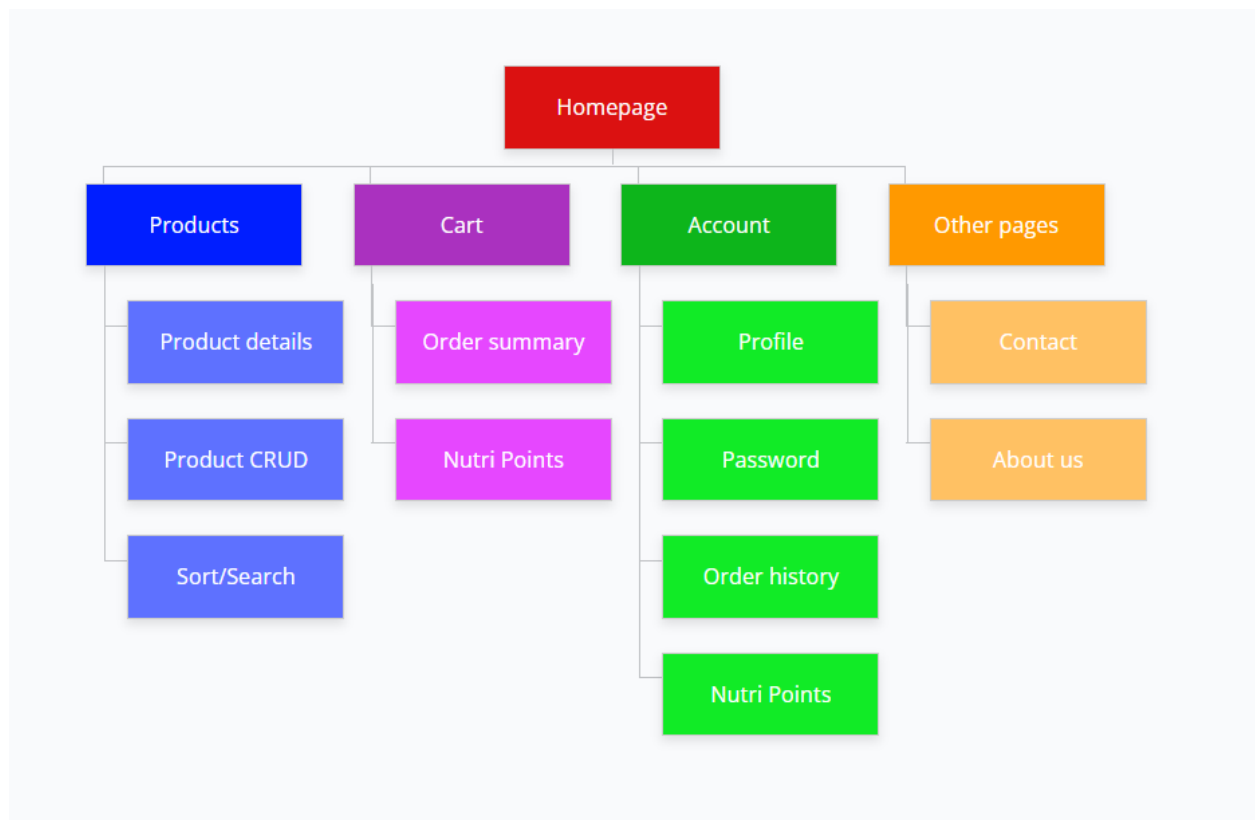 Homepage
Products
Cart
Account
Other pages
Product details
Order summary
Profile
Contact
Product CRUD
Nutri Points
Password
About us
Sort/Search
Order history
Nutri Points